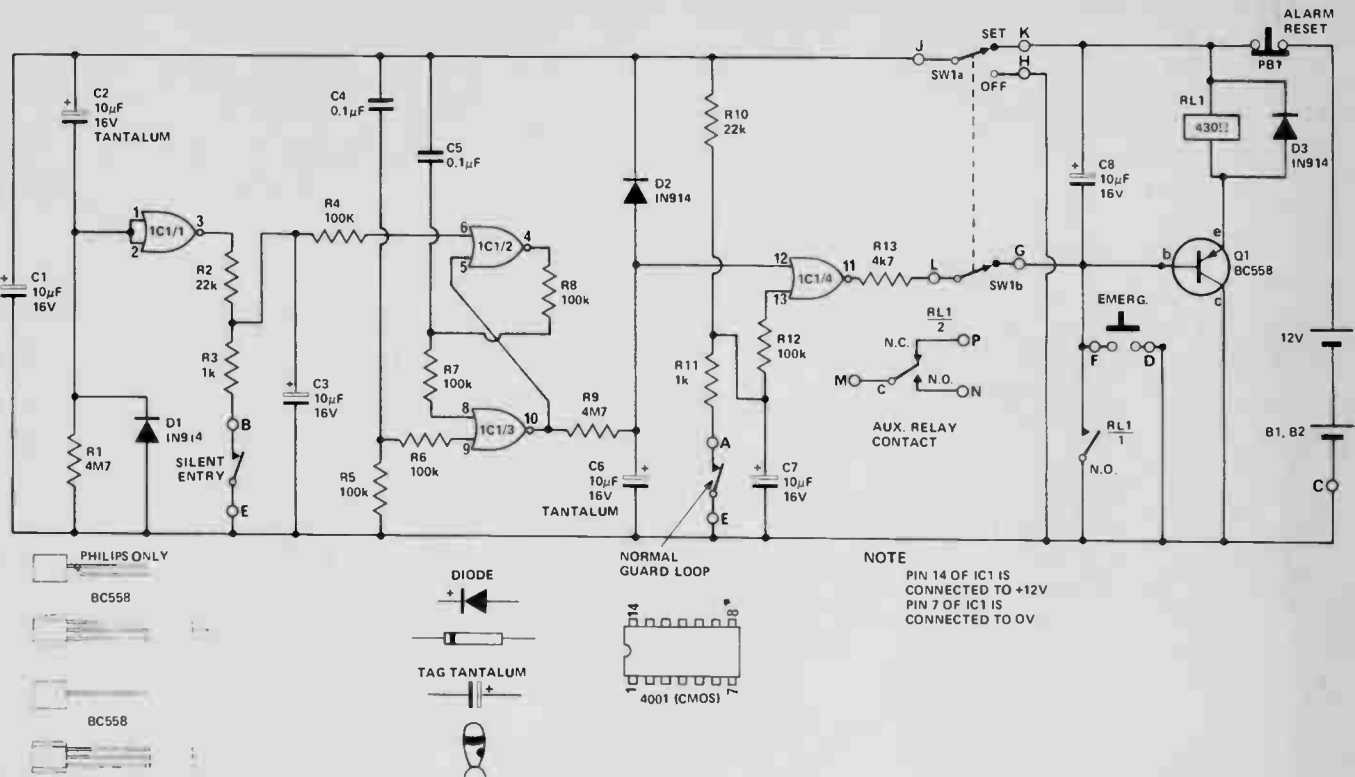 ALARM
RESET
PB1
J
SET
K
H
OFF
SW1a
C2
10μF
16V
TANTALUM
C4
0.1μF
C5
0.1μF
R10
22k
RL1
430Ω
D3
IN914
C8
10μF
16V
D2
IN914
1
2
3
1C1/1
R4
100K
6
5
4
1C1/2
R8
100k
12
13
11
1C1/4
R13
4k7
L
G
SW1b
b
e
c
Q1
BC558
C1
10μF
16V
R2
22k
R3
1k
C3
10μF
16V
R7
100k
R12
100k
R11
1k
RL1
2
N.C.
P
M
C
N.O.
N
AUX. RELAY
CONTACT
EMERG.
F
D
12V
D1
IN914
R1
4M7
B
SILENT
ENTRY
E
8
9
10
1C1/3
R6
100k
R5
100k
R9
4M7
C6
10μF
16V
TANTALUM
A
E
C7
10μF
16V
RL1
1
N.O.
B1, B2
C
PHILIPS ONLY
BC558
BC558
DIODE
+
TAG TANTALUM
+
NORMAL
GUARD LOOP
14
8
1
7
4001 (CMOS)
NOTE
PIN 14 OF IC1 IS
CONNECTED TO +12V
PIN 7 OF IC1 IS
CONNECTED TO 0V